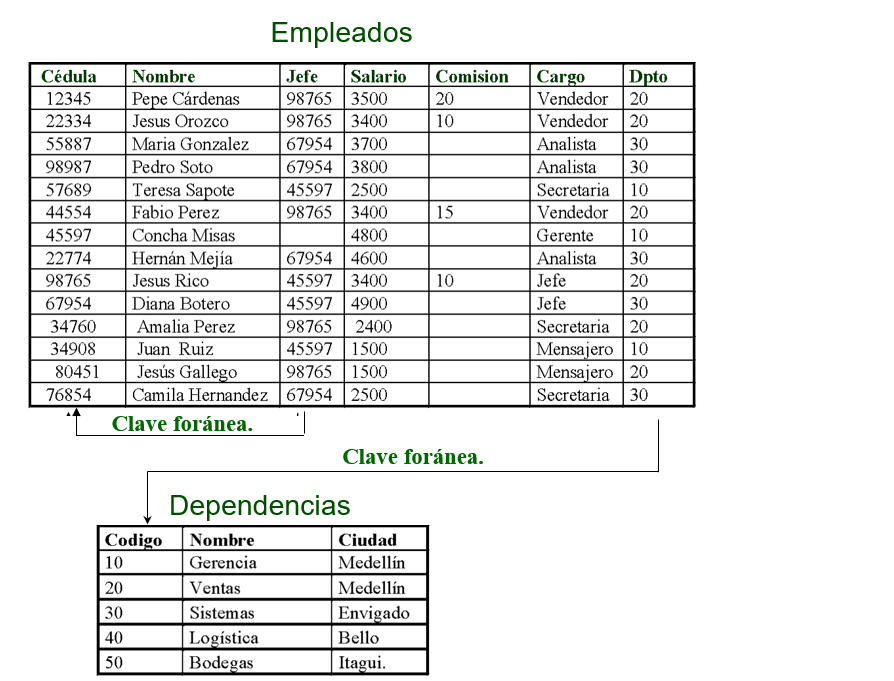 Empleados
Cédula Nombre Jefe Salario Comision Cargo Dpto
12345 Pepe Cárdenas 98765 3500 20 Vendedor 20
22334 Jesus Orozco 98765 3400 10 Vendedor 20
55887 Maria Gonzalez 67954 3700 Analista 30
98987 Pedro Soto 67954 3800 Analista 30
57689 Teresa Sapote 45597 2500 Secretaria 10
44554 Fabio Perez 98765 3400 15 Vendedor 20
45597 Concha Misas 4800 Gerente 10
22774 Hernán Mejía 67954 4600 Analista 30
98765 Jesus Rico 45597 3400 10 Jefe 20
67954 Diana Botero 45597 4900 Jefe 30
34760 Amalia Perez 98765 2400 Secretaria 20
34908 Juan Ruiz 45597 1500 Mensajero 10
80451 Jesús Gallego 98765 1500 Mensajero 20
76854 Camila Hernandez 67954 2500 Secretaria 30
Clave foránea.
Clave foránea.
Dependencias
Codigo Nombre Ciudad
10 Gerencia Medellín
20 Ventas Medellín
30 Sistemas Envigado
40 Logística Bello
50 Bodegas Itagui.